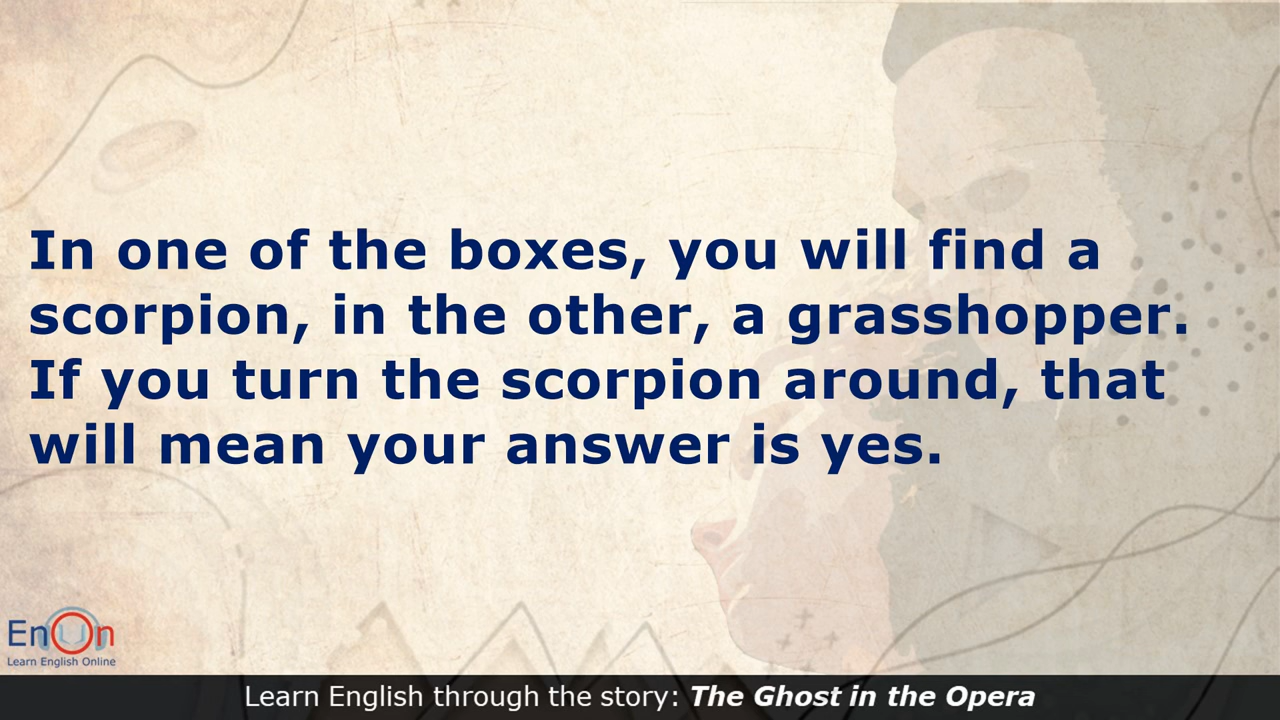 In one of the boxes, you will find a
scorpion, in the other, a grasshopper.
If you turn the scorpion around, that
will mean your answer is yes.
EnOn
Learn English Online
Learn English through the story: The Ghost in the Opera